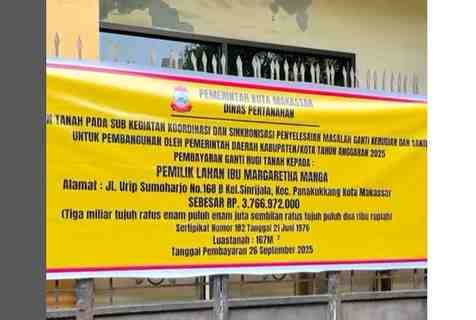 PEMERINTAH KOTA MAKASSAR
DINAS PERTANAHAN
TANAH PADA SUB KEGIATAN KOORDINASI DAN SINKRONISASI PENYELESAIAN MASALAH GANTI KERUGIAN DAN
UNTUK PEMBANGUNAN OLEH PEMERINTAH DAERAH KABUPATEN/KOTA TAHUN ANGGARAN 2025
PEMBAYARAN GANTI RUGI TANAH KEPADA :
PEMILIK LAHAN IBU MARGARETHA MANGA
Alamat : JL. Urip Sumoharjo No.168 B Kel.Sinrijala, Kec. Panakukkang Kota Makassar
SEBESAR RP. 3.766.972.000
(Tiga miliar tujuh ratus enam puluh enam juta sembilan ratus tujuh puluh dua ribu rupiah)
Sertipikat Nomor 182 Tanggal 21 Juni 1976
Luastanah : 167M²
Tanggal Pembayaran 26 September 2025